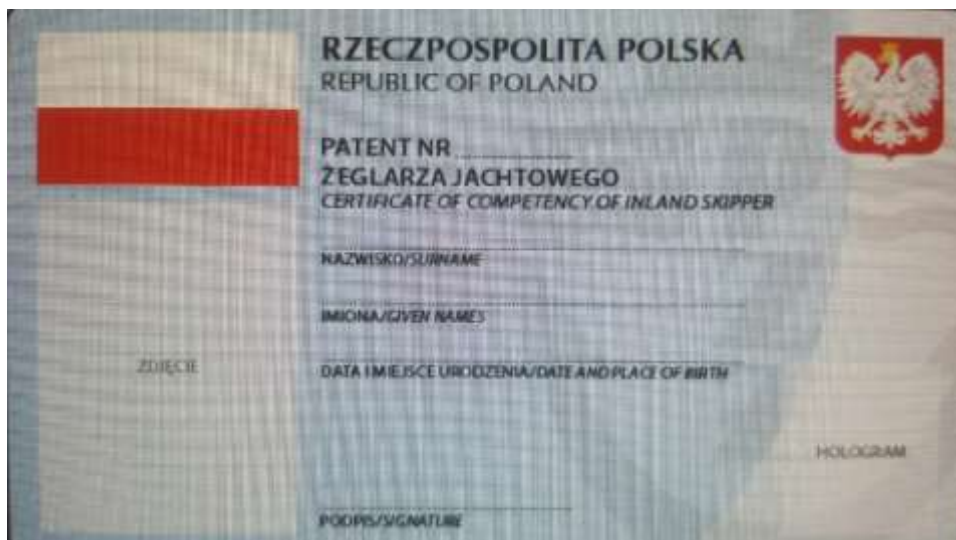 RZECZPOSPOLITA POLSKA
REPUBLIC OF POLAND
PATENT NR
ŻEGLARZA JACHTOWEGO
CERTIFICATE OF COMPETENCY OF INLAND SKIPPER
NAZWISKO/SURNAME
IMIONA/GIVEN NAMES
ZDJĘCIE
DATA I MIEJSCE URODZENIA/DATE AND PLACE OF BIRTH
HOLOGRAM
PODPIS/SIGNATURE